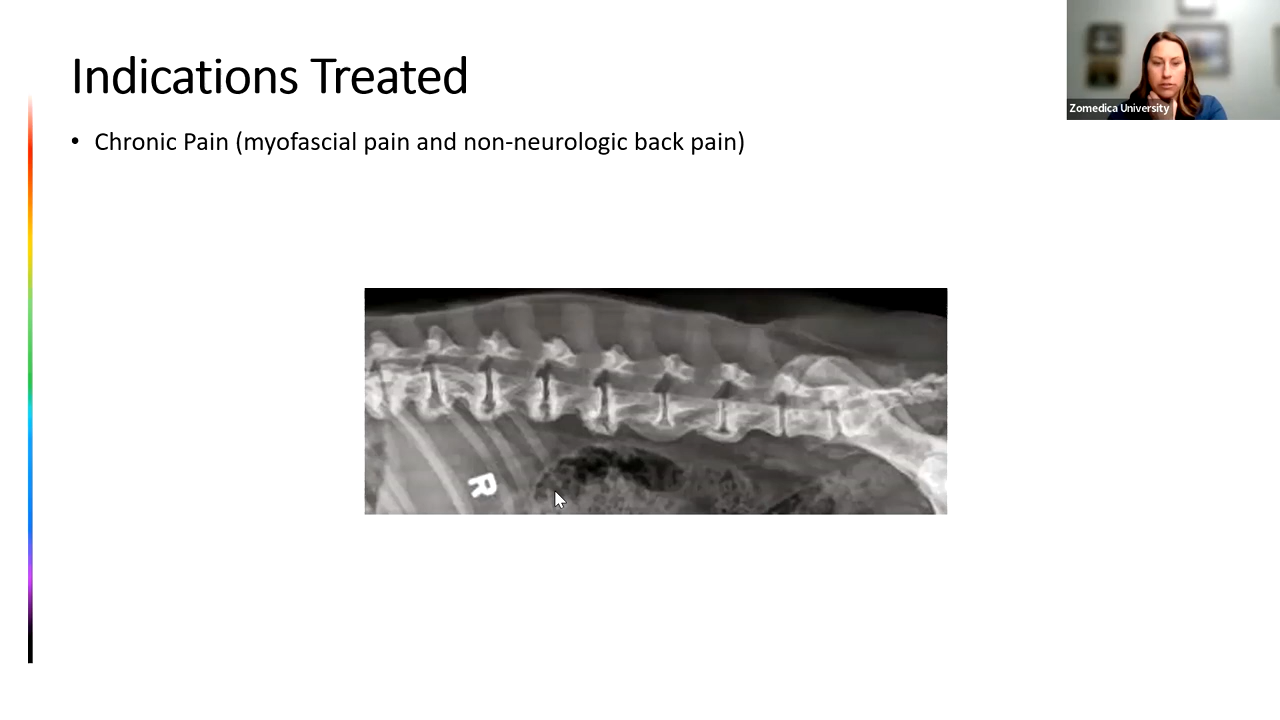 Indications Treated
• Chronic Pain (myofascial pain and non-neurologic back pain)
Zomedica University
R